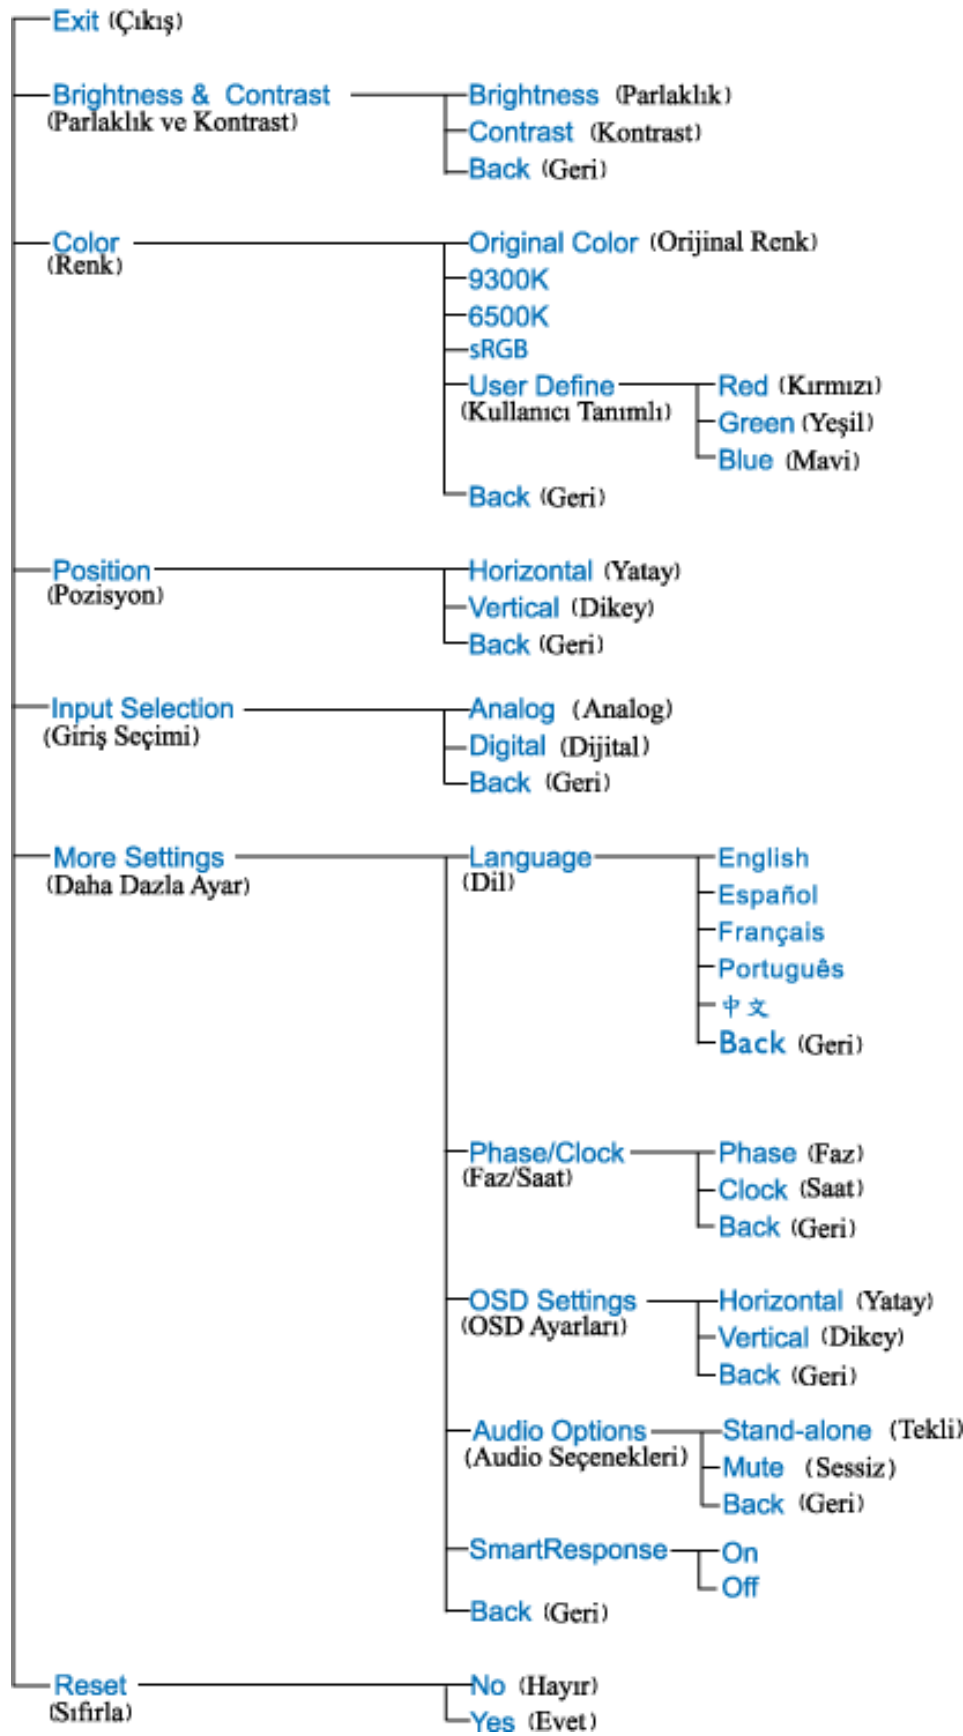 Exit (Çıkış)
Brightness & Contrast
(Parlaklık ve Kontrast)
Brightness (Parlaklık)
Contrast (Kontrast)
Back (Geri)
Color
(Renk)
Original Color (Orijinal Renk)
9300K
6500K
sRGB
User Define
(Kullanıcı Tanımlı)
Red (Kırmızı)
Green (Yeşil)
Blue (Mavi)
Back (Geri)
Position
(Pozisyon)
Horizontal (Yatay)
Vertical (Dikey)
Back (Geri)
Input Selection
(Giriş Seçimi)
Analog (Analog)
Digital (Dijital)
Back (Geri)
More Settings
(Daha Dazla Ayar)
Language
(Dil)
English
Español
Français
Português
中文
Back (Geri)
Phase/Clock
(Faz/Saat)
Phase (Faz)
Clock (Saat)
Back (Geri)
OSD Settings
(OSD Ayarları)
Horizontal (Yatay)
Vertical (Dikey)
Back (Geri)
Audio Options
(Audio Seçenekleri)
Stand-alone (Tekli)
Mute (Sessiz)
Back (Geri)
SmartResponse
On
Off
Back (Geri)
Reset
(Sıfırla)
No (Hayır)
Yes (Evet)